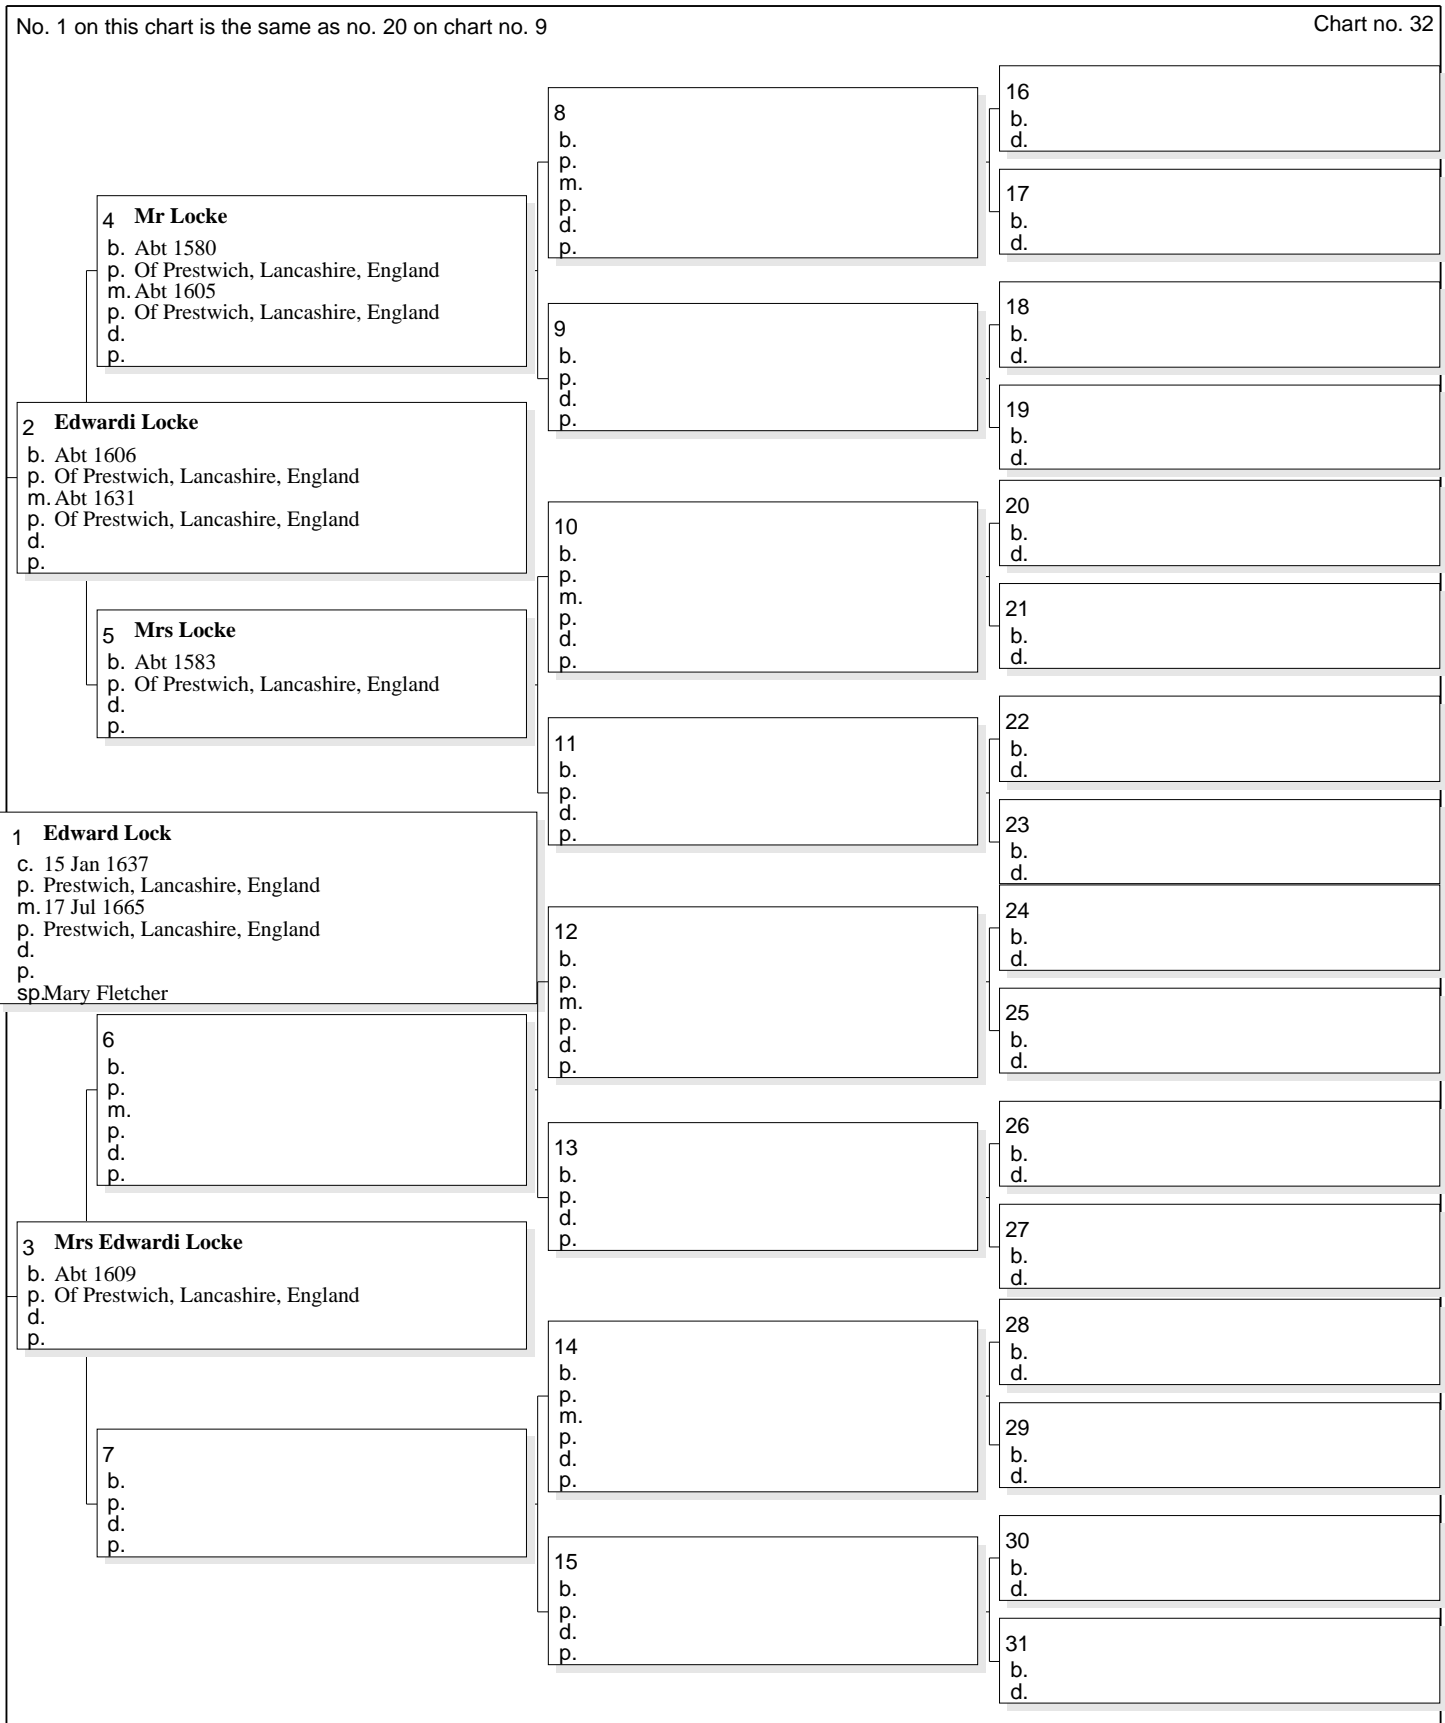 No. 1 on this chart is the same as no. 20 on chart no. 9
Chart no. 32
4 Mr Locke
b. Abt 1580
p. Of Prestwich, Lancashire, England
m. Abt 1605
p. Of Prestwich, Lancashire, England
d.
p.
2 Edwardi Locke
b. Abt 1606
p. Of Prestwich, Lancashire, England
m. Abt 1631
p. Of Prestwich, Lancashire, England
d.
p.
5 Mrs Locke
b. Abt 1583
p. Of Prestwich, Lancashire, England
d.
p.
1 Edward Lock
c. 15 Jan 1637
p. Prestwich, Lancashire, England
m. 17 Jul 1665
p. Prestwich, Lancashire, England
d.
p.
sp. Mary Fletcher
6
b.
p.
m.
p.
d.
p.
3 Mrs Edwardi Locke
b. Abt 1609
p. Of Prestwich, Lancashire, England
d.
p.
7
b.
p.
d.
p.
8
b.
p.
m.
p.
d.
p.
9
b.
p.
d.
p.
10
b.
p.
m.
p.
d.
p.
11
b.
p.
d.
p.
12
b.
p.
m.
p.
d.
p.
13
b.
p.
d.
p.
14
b.
p.
m.
p.
d.
p.
15
b.
p.
d.
p.
16
b.
d.
17
b.
d.
18
b.
d.
19
b.
d.
20
b.
d.
21
b.
d.
22
b.
d.
23
b.
d.
24
b.
d.
25
b.
d.
26
b.
d.
27
b.
d.
28
b.
d.
29
b.
d.
30
b.
d.
31
b.
d.